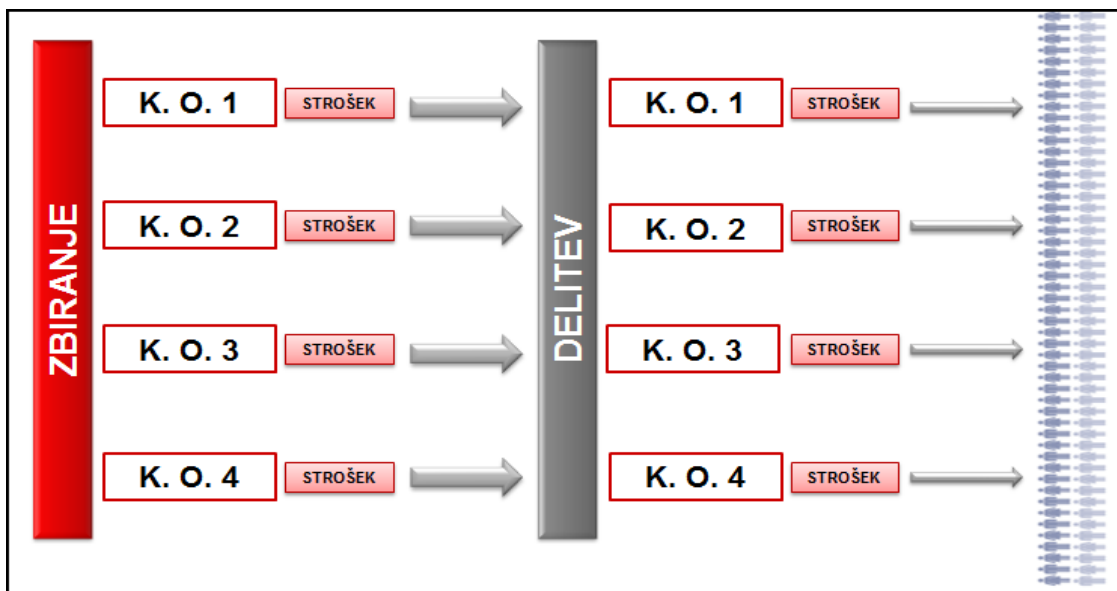 ZBIRANJE
K. O. 1 STROŠEK
K. O. 2 STROŠEK
K. O. 3 STROŠEK
K. O. 4 STROŠEK
DELITEV
K. O. 1 STROŠEK
K. O. 2 STROŠEK
K. O. 3 STROŠEK
K. O. 4 STROŠEK